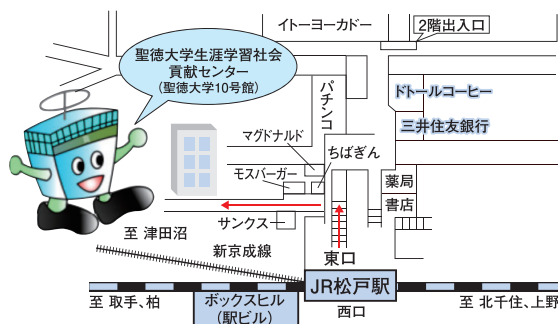 イトーヨーカドー
2階出入口
聖徳大学生涯学習社会
貢献センター
(聖徳大学10号館)
パチンコ
ドトールコーヒー
三井住友銀行
マグドナルド
ちばぎん
モスバーガー
薬局
書店
サンクス
至 津田沼
新京成線
東口
JR松戸駅
至 取手、柏
ボックスヒル
(駅ビル)
西口
至 北千住、上野